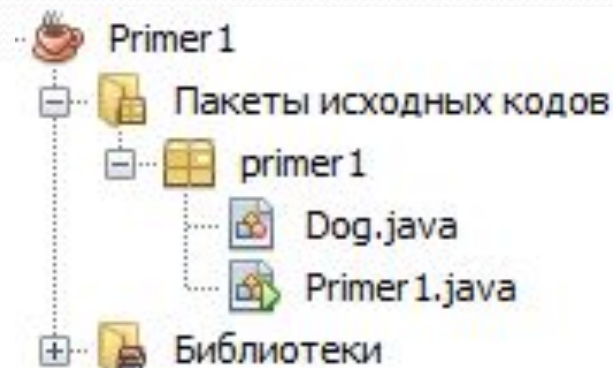 Primer1
Пакеты исходных кодов
primer1
Dog.java
Primer1.java
Библиотеки